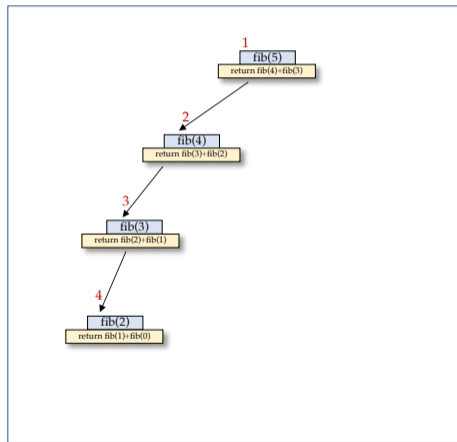 1
fib(5)
return fib(4)+fib(3)
2
fib(4)
return fib(3)+fib(2)
3
fib(3)
return fib(2)+fib(1)
4
fib(2)
return fib(1)+fib(0)